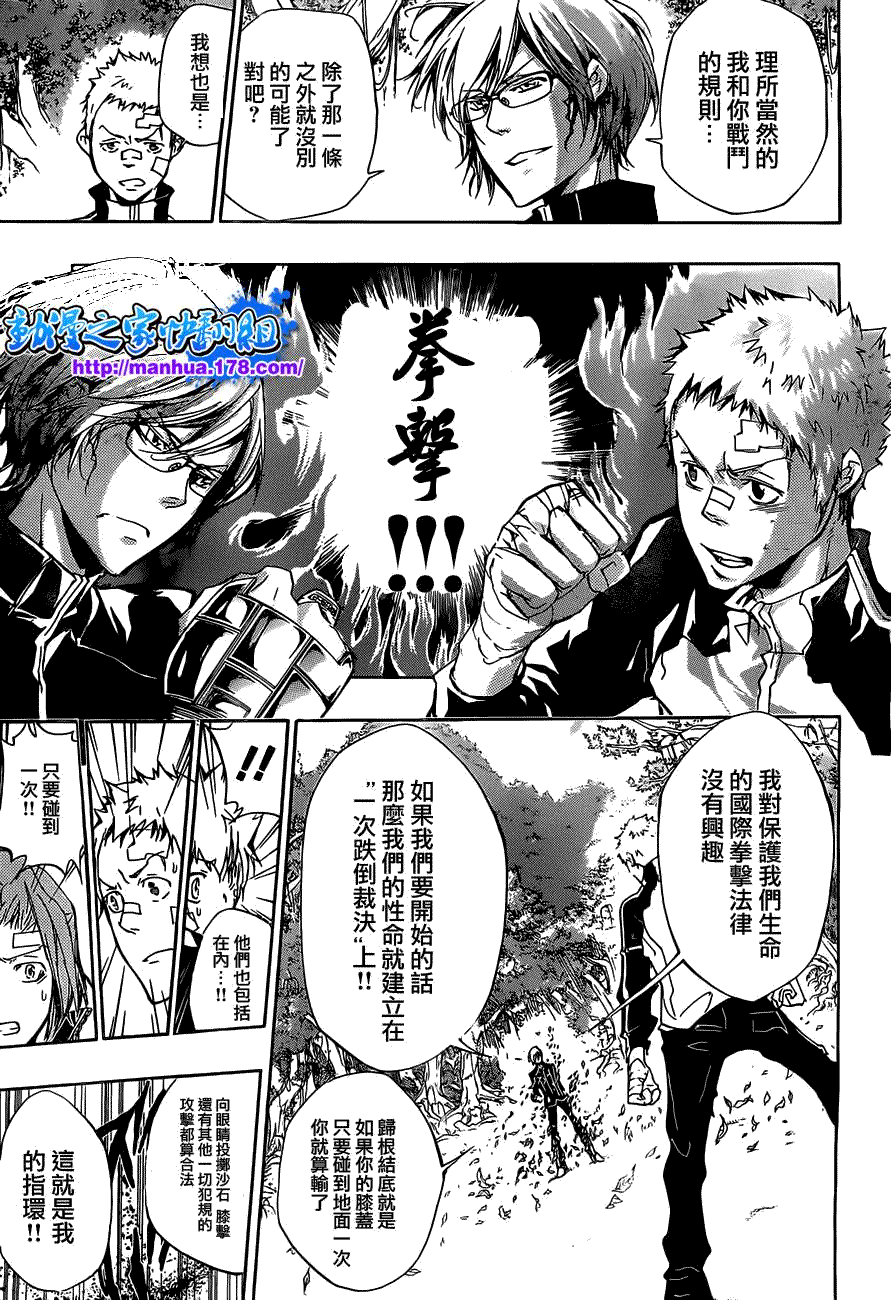 理所當然的
我和你戰鬥
的規則…
除了那一條
之外就沒別
的可能了
對吧?
我想也是…
拳擊!!!
動漫之家快翻組
http://manhua.178.com/
我對保護我們生命
的國際拳擊法律
沒有興趣
如果我們要開始的話
那麼我們的性命就建立在
"一次跌倒裁決"上!!
!!
他們也包括
在內…!!
只要碰到
一次!!
歸根結底就是
如果你的膝蓋
只要碰到地面一次
你就算輸了
向眼睛投擲沙石 膝擊
還有其他一切犯規的
攻擊都算合法
這就是我
的指環!!